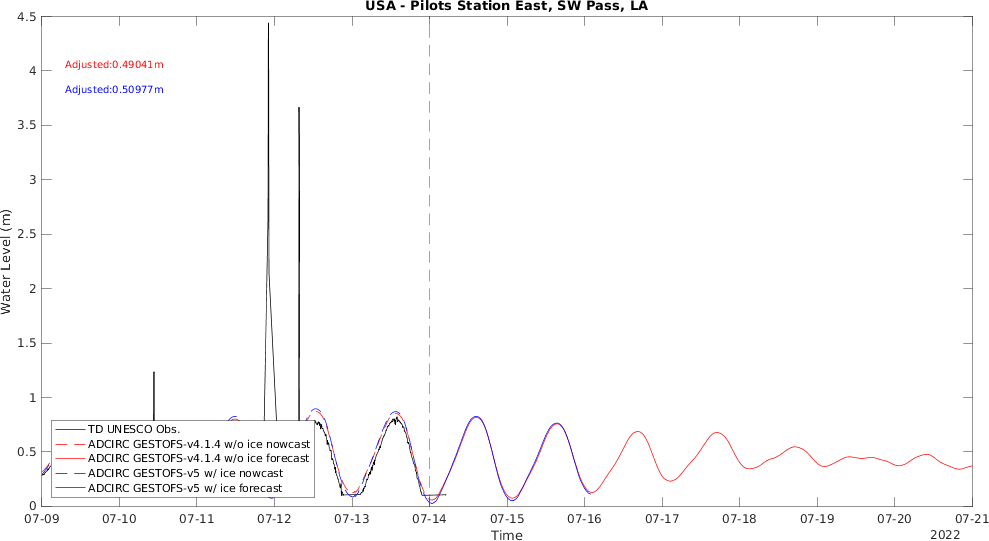 USA - Pilots Station East, SW Pass, LA
4.5
4
3.5
3
2.5
2
1.5
1
0.5
0
Water Level (m)
Adjusted:0.49041m
Adjusted:0.50977m
TD UNESCO Obs.
ADCIRC GESTOFS-v4.1.4 w/o ice nowcast
ADCIRC GESTOFS-v4.1.4 w/o ice forecast
ADCIRC GESTOFS-v5 w/ ice nowcast
ADCIRC GESTOFS-v5 w/ ice forecast
07-09 07-10 07-11 07-12 07-13 07-14 07-15 07-16 07-17 07-18 07-19 07-20 07-21
Time
2022